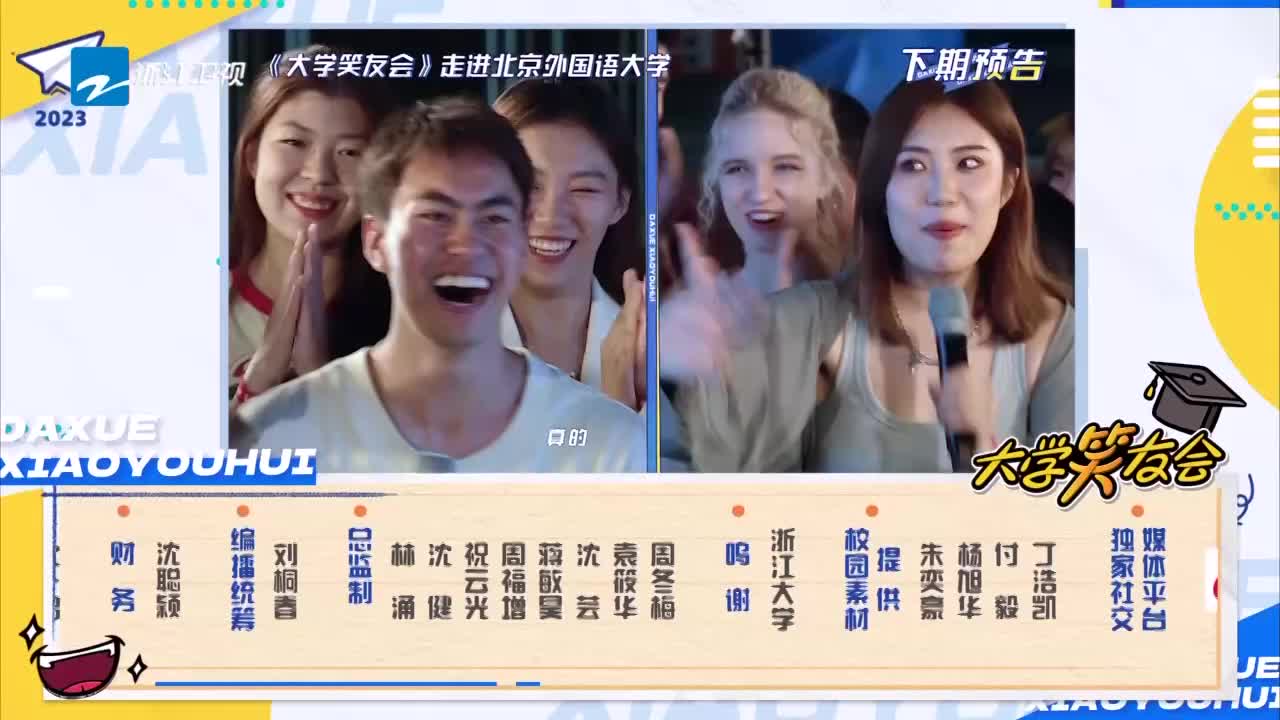 浙江卫视
2023
《大学笑友会》走进北京外国语大学
下期预告
DAXUE XIAOYOUHUI
真的
DAXUE
XIAOYOUHUI
大学笑友会
财务
沈聪颖
编播统筹
刘桐春
总监制
林涌
沈健
祝云光
周福增
蒋敏昊
沈芸
袁筱华
周冬梅
鸣谢
浙江大学
校园素材
提供
朱奕豪
杨旭华
付毅
丁浩凯
独家社交
媒体平台
XIAOYOUHUI